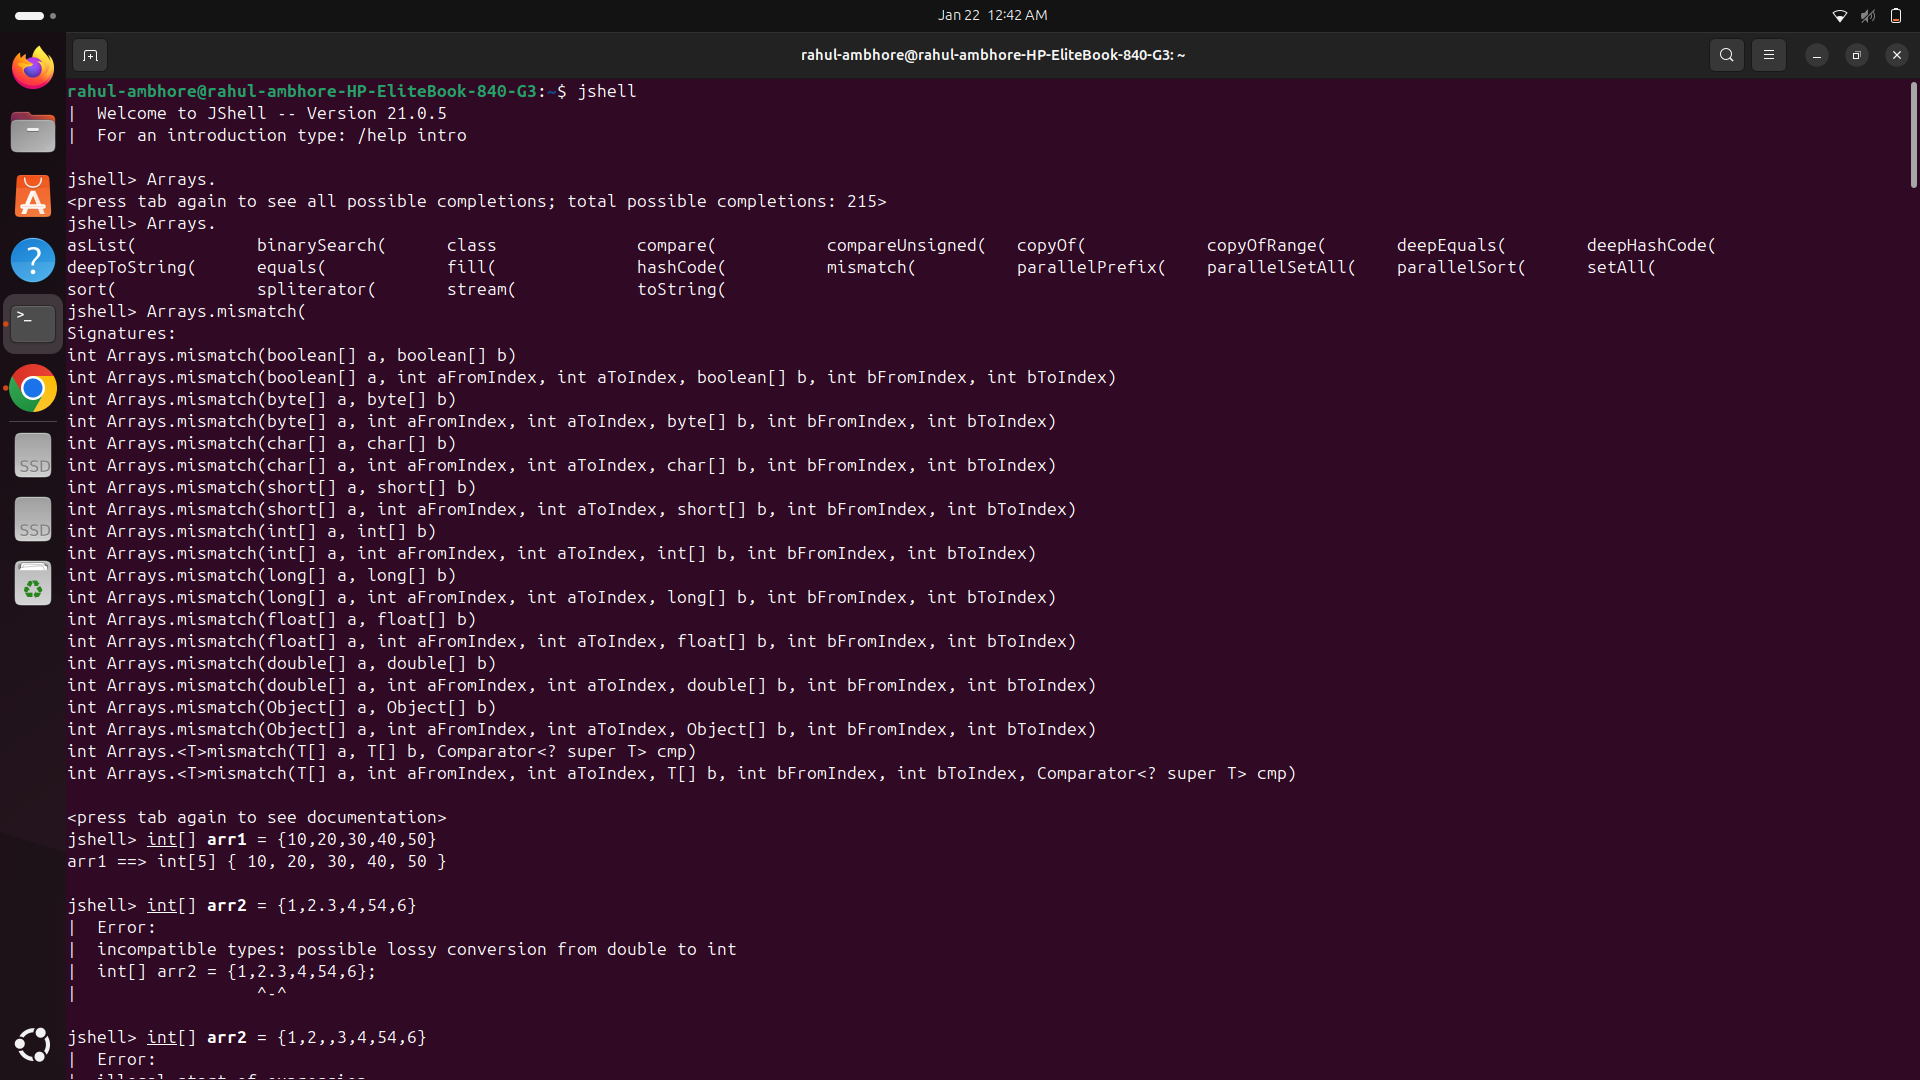 Jan 22 12:42 AM
rahul-ambhore@rahul-ambhore-HP-EliteBook-840-G3: ~
rahul-ambhore@rahul-ambhore-HP-EliteBook-840-G3:~$ jshell
|  Welcome to JShell -- Version 21.0.5
|  For an introduction type: /help intro
jshell> Arrays.
<press tab again to see all possible completions; total possible completions: 215>
jshell> Arrays.
asList(            binarySearch(      class              compare(           compareUnsigned(   copyOf(            copyOfRange(       deepEquals(        deepHashCode(
deepToString(      equals(            fill(              hashCode(          mismatch(          parallelPrefix(    parallelSetAll(    parallelSort(      setAll(
sort(              spliterator(       stream(            toString(
jshell> Arrays.mismatch(
Signatures:
int Arrays.mismatch(boolean[] a, boolean[] b)
int Arrays.mismatch(boolean[] a, int aFromIndex, int aToIndex, boolean[] b, int bFromIndex, int bToIndex)
int Arrays.mismatch(byte[] a, byte[] b)
int Arrays.mismatch(byte[] a, int aFromIndex, int aToIndex, byte[] b, int bFromIndex, int bToIndex)
int Arrays.mismatch(char[] a, char[] b)
int Arrays.mismatch(char[] a, int aFromIndex, int aToIndex, char[] b, int bFromIndex, int bToIndex)
int Arrays.mismatch(short[] a, short[] b)
int Arrays.mismatch(short[] a, int aFromIndex, int aToIndex, short[] b, int bFromIndex, int bToIndex)
int Arrays.mismatch(int[] a, int[] b)
int Arrays.mismatch(int[] a, int aFromIndex, int aToIndex, int[] b, int bFromIndex, int bToIndex)
int Arrays.mismatch(long[] a, long[] b)
int Arrays.mismatch(long[] a, int aFromIndex, int aToIndex, long[] b, int bFromIndex, int bToIndex)
int Arrays.mismatch(float[] a, float[] b)
int Arrays.mismatch(float[] a, int aFromIndex, int aToIndex, float[] b, int bFromIndex, int bToIndex)
int Arrays.mismatch(double[] a, double[] b)
int Arrays.mismatch(double[] a, int aFromIndex, int aToIndex, double[] b, int bFromIndex, int bToIndex)
int Arrays.mismatch(Object[] a, Object[] b)
int Arrays.mismatch(Object[] a, int aFromIndex, int aToIndex, Object[] b, int bFromIndex, int bToIndex)
int Arrays.<T>mismatch(T[] a, T[] b, Comparator<? super T> cmp)
int Arrays.<T>mismatch(T[] a, int aFromIndex, int aToIndex, T[] b, int bFromIndex, int bToIndex, Comparator<? super T> cmp)
<press tab again to see documentation>
jshell> int[] arr1 = {10,20,30,40,50}
arr1 ==> int[5] { 10, 20, 30, 40, 50 }
jshell> int[] arr2 = {1,2.3,4,54,6}
|  Error:
|  incompatible types: possible lossy conversion from double to int
|  int[] arr2 = {1,2.3,4,54,6};
|                  ^-^
jshell> int[] arr2 = {1,2,,3,4,54,6}
|  Error:
|  illegal start of expression
SSD
SSD